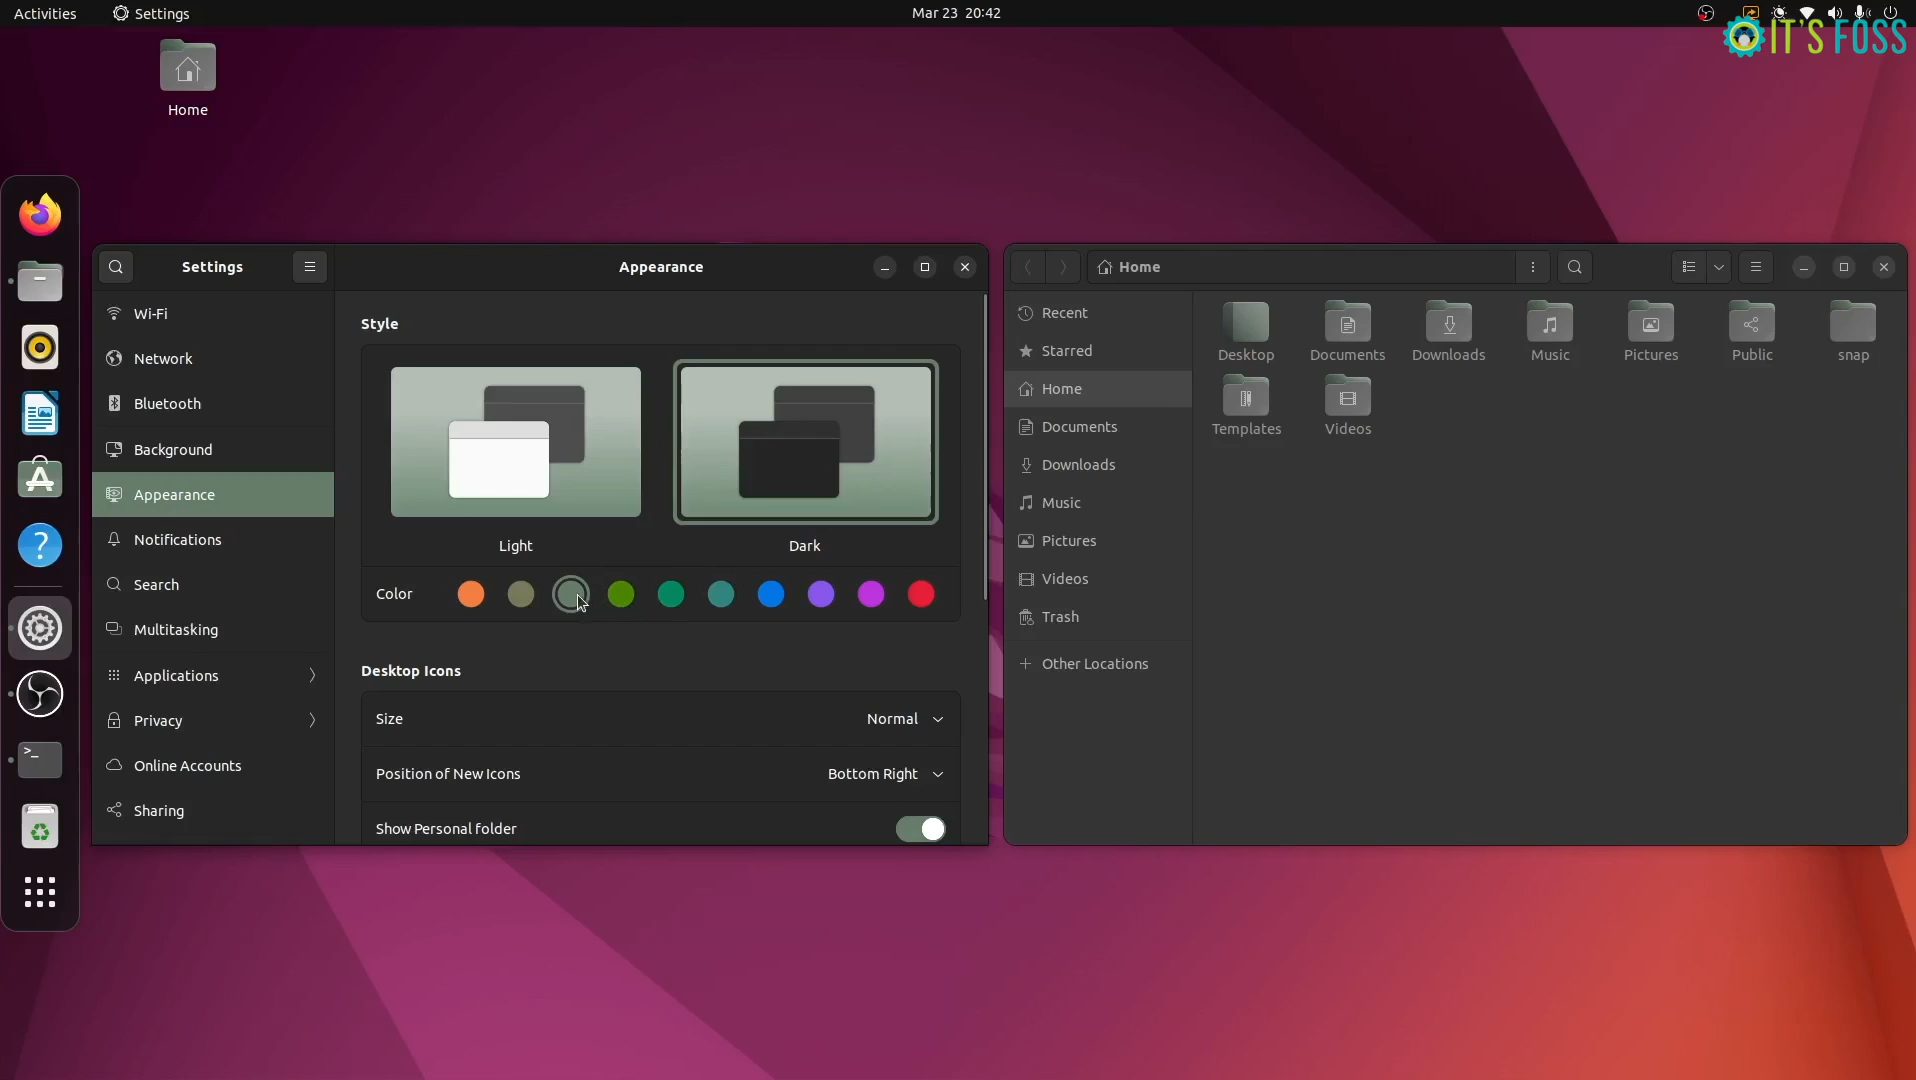 Activities
Settings
Mar 23 20:42
IT'S FOSS
Home
Settings
Wi-Fi
Network
Bluetooth
Background
Appearance
Notifications
Search
Multitasking
Applications
Privacy
Online Accounts
Sharing
Appearance
Style
Light
Dark
Color
Desktop Icons
Size
Normal
Position of New Icons
Bottom Right
Show Personal folder
Home
Recent
Starred
Home
Documents
Downloads
Music
Pictures
Videos
Trash
Other Locations
Desktop
Documents
Downloads
Music
Pictures
Public
snap
Templates
Videos